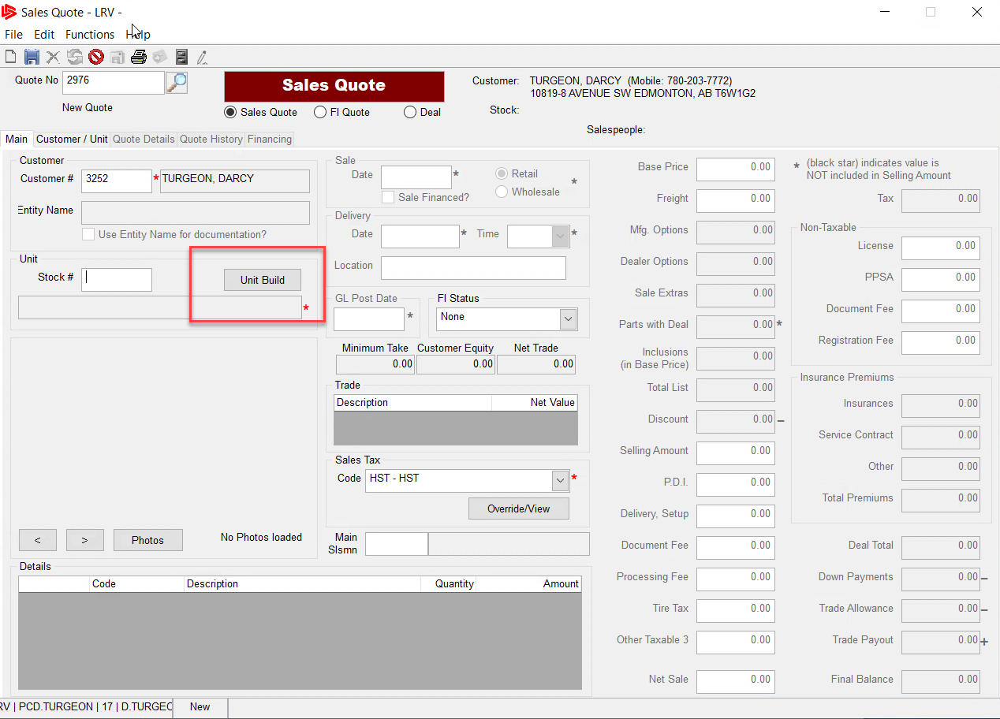 Sales Quote - LRV -
File Edit Functions Help
Quote No 2976
New Quote
Sales Quote
Sales Quote FI Quote Deal
Customer: TURGEON, DARCY (Mobile: 780-203-7772)
10819-8 AVENUE SW EDMONTON, AB T6W1G2
Stock:
Salespeople:
Main Customer / Unit Quote Details Quote History Financing
Customer
Customer # 3252 * TURGEON, DARCY
Entity Name
Use Entity Name for documentation?
Unit
Stock # Unit Build
*
< > Photos No Photos loaded
Sale
Date * Retail
Wholesale *
Sale Financed?
Delivery
Date * Time *
Location
GL Post Date *
FI Status
None
Minimum Take Customer Equity Net Trade
0.00 0.00 0.00
Trade
Description Net Value
Sales Tax
Code HST - HST *
Override/View
Main
Slsmn
Details
Code Description Quantity Amount
Base Price 0.00
Freight 0.00
Mfg. Options 0.00
Dealer Options 0.00
Sale Extras 0.00
Parts with Deal 0.00 *
Inclusions
(in Base Price) 0.00
Total List 0.00
Discount 0.00 –
Selling Amount 0.00
P.D.I. 0.00
Delivery, Setup 0.00
Document Fee 0.00
Processing Fee 0.00
Tire Tax 0.00
Other Taxable 3 0.00
Net Sale 0.00
* (black star) indicates value is
NOT included in Selling Amount
Tax 0.00
Non-Taxable
License 0.00
PPSA 0.00
Document Fee 0.00
Registration Fee 0.00
Insurance Premiums
Insurances 0.00
Service Contract 0.00
Other 0.00
Total Premiums 0.00
Deal Total 0.00
Down Payments 0.00 –
Trade Allowance 0.00 –
Trade Payout 0.00 +
Final Balance 0.00
RV | PCD.TURGEON | 17 | D.TURGEO New